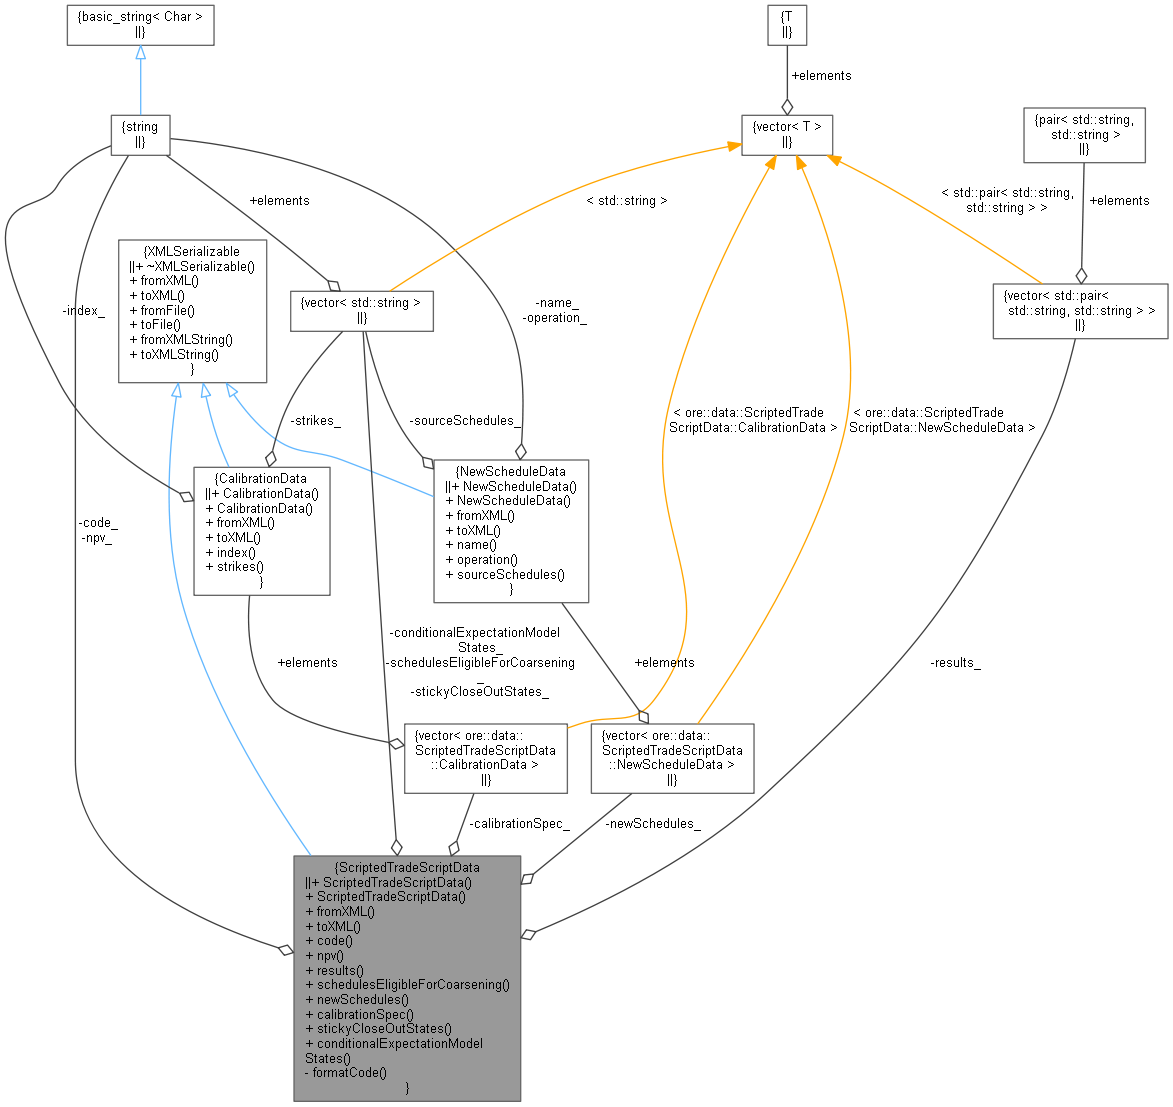 {basic_string< Char >
||}
{T
||}
+elements
{string
||}
{vector< T >
||}
{pair< std::string,
std::string >
||}
+elements
< std::string >
< std::pair< std::string,
std::string > >
+elements
{XMLSerializable
||+ ~XMLSerializable()
+ fromXML()
+ toXML()
+ fromFile()
+ toFile()
+ fromXMLString()
+ toXMLString()
}
-index_
{vector< std::string >
||}
-name_
-operation_
{vector< std::pair<
std::string, std::string > >
||}
-strikes_
-sourceSchedules_
< ore::data::ScriptedTrade
ScriptData::CalibrationData >
< ore::data::ScriptedTrade
ScriptData::NewScheduleData >
{CalibrationData
||+ CalibrationData()
+ CalibrationData()
+ fromXML()
+ toXML()
+ index()
+ strikes()
}
{NewScheduleData
||+ NewScheduleData()
+ NewScheduleData()
+ fromXML()
+ toXML()
+ name()
+ operation()
+ sourceSchedules()
}
-code_
-npv_
+elements
-conditionalExpectationModel
States_
-schedulesEligibleForCoarsening
_
-stickyCloseOutStates_
+elements
-results_
{vector< ore::data::
ScriptedTradeScriptData
::CalibrationData >
||}
{vector< ore::data::
ScriptedTradeScriptData
::NewScheduleData >
||}
-calibrationSpec_
-newSchedules_
{ScriptedTradeScriptData
||+ ScriptedTradeScriptData()
+ ScriptedTradeScriptData()
+ fromXML()
+ toXML()
+ code()
+ npv()
+ results()
+ schedulesEligibleForCoarsening()
+ newSchedules()
+ calibrationSpec()
+ stickyCloseOutStates()
+ conditionalExpectationModel
States()
- formatCode()
}